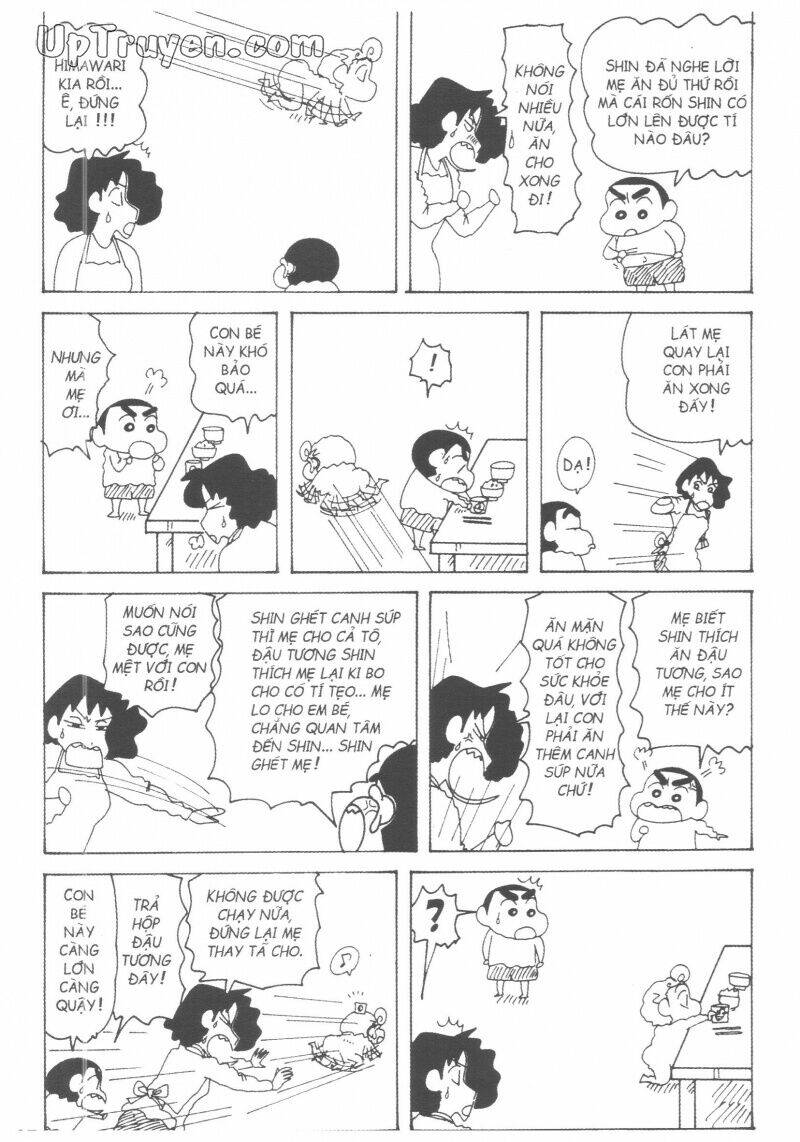 UpTruyen.com
SHIN ĐÃ NGHE LỜI
MẸ ĂN ĐỦ THỨ RỒI
MÀ CÁI RỐN SHIN CÓ
LỚN LÊN ĐƯỢC TÍ
NÀO ĐÂU?
KHÔNG
NÓI
NHIỀU
NỮA,
ĂN
CHO
XONG
ĐI!
HIMAWARI
KIA RỒI...
Ê, ĐỨNG
LẠI !!!
LÁT MẸ
QUAY LẠI
CON PHẢI
ĂN XONG
ĐẤY!
DẠ!
!
CON BÉ
NÀY KHÓ
BẢO
QUÁ...
NHƯNG
MÀ
MẸ
ƠI...
MẸ BIẾT
SHIN THÍCH
ĂN ĐẬU
TƯƠNG, SAO
MẸ CHO ÍT
THẾ NÀY?
ĂN MẶN
QUÁ KHÔNG
TỐT CHO
SỨC KHỎE
ĐÂU, VỚI
LẠI CON
PHẢI ĂN
THÊM CANH
SÚP NỮA
CHỨ!
SHIN GHÉT CANH SÚP
THÌ MẸ CHO CẢ TÔ,
ĐẬU TƯƠNG SHIN
THÍCH MẸ LẠI KI BO
CHO CÓ TÍ TẸO... MẸ
LO CHO EM BÉ,
CHẲNG QUAN TÂM
ĐẾN SHIN... SHIN
GHÉT MẸ!
MUỐN NÓI
SAO CŨNG
ĐƯỢC, MẸ
MỆT VỚI CON
RỒI!
?
KHÔNG ĐƯỢC
CHẠY NỮA,
ĐỨNG LẠI MẸ
THAY TÃ CHO.
TRẢ
HỘP
ĐẬU
TƯƠNG
ĐÂY!
CON
BÉ
NÀY
CÀNG
LỚN
CÀNG
QUẬY!